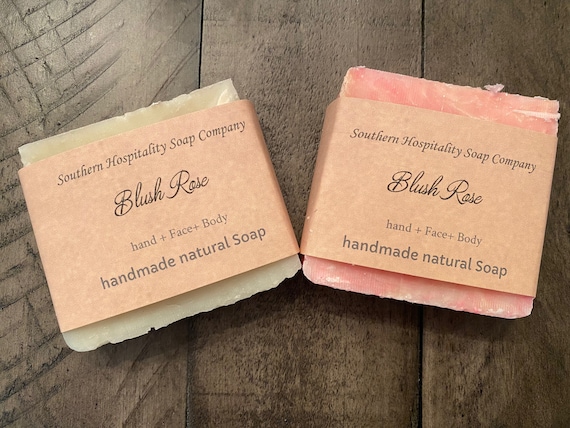 Southern Hospitality Soap Company
Blush Rose
hand + Face+ Body
handmade natural Soap
Southern Hospitality Soap Company
Blush Rose
hand + Face+ Body
handmade natural Soap